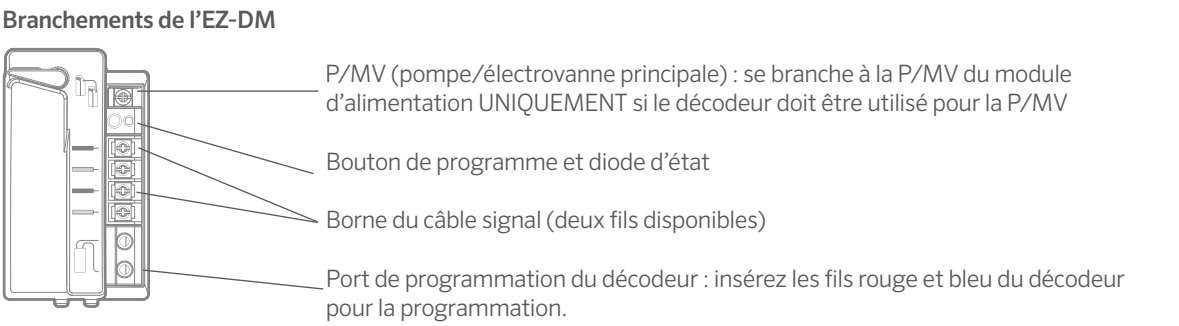 Branchements de l’EZ-DM
P/MV (pompe/électrovanne principale) : se branche à la P/MV du module
d’alimentation UNIQUEMENT si le décodeur doit être utilisé pour la P/MV
Bouton de programme et diode d’état
Borne du câble signal (deux fils disponibles)
Port de programmation du décodeur : insérez les fils rouge et bleu du décodeur
pour la programmation.